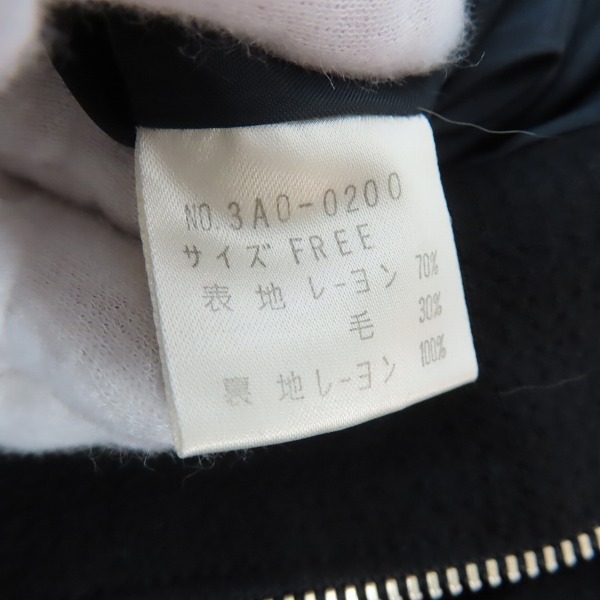 NO. 3A0-0200
サイズ FREE
表 地 レーヨン 70%
毛 30%
裏 地 レーヨン 100%